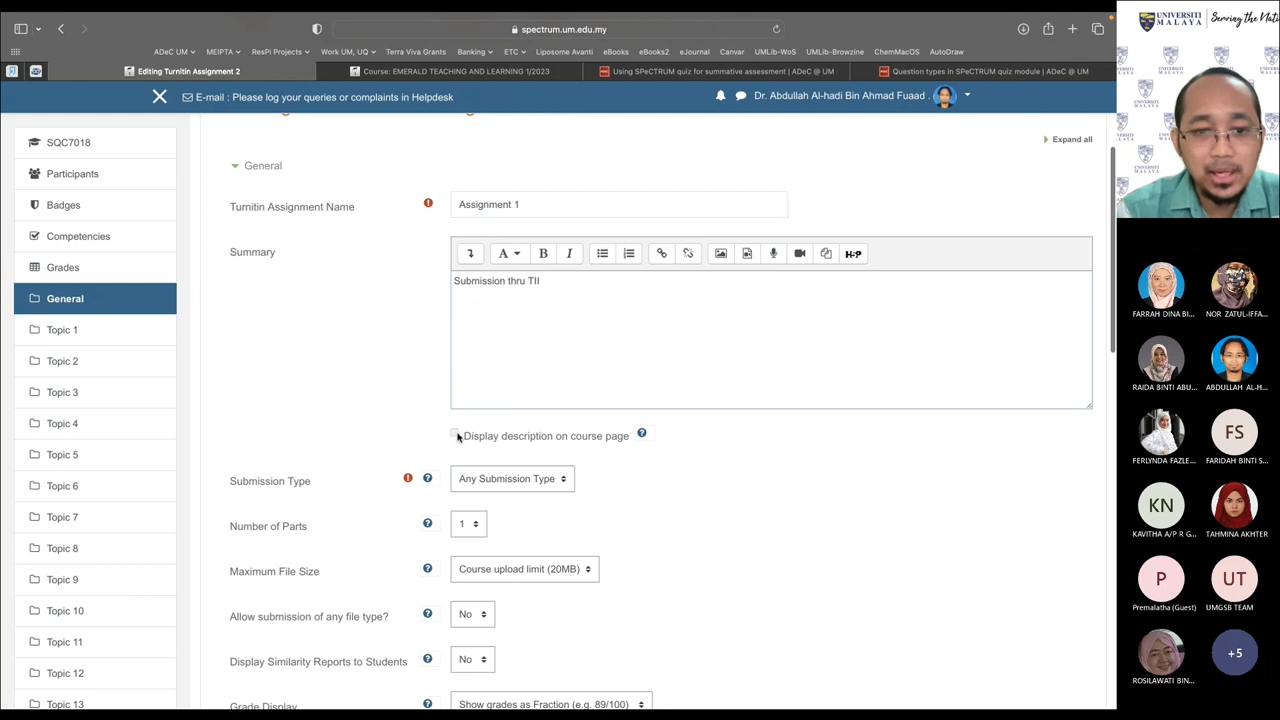 spectrum.um.edu.my
UNIVERSITI
MALAYA
ADeC UM
MEIPTA
ResPi Projects
Work UM, UQ
Terra Viva Grants
Banking
ETC
Liposome Avanti
eBooks
eBooks2
eJournal
Canvar
UMLib-WoS
UMLib-Browzine
ChemMacOS
AutoDraw
Editing Turnitin Assignment 2
Course: EMERALD TEACHING AND LEARNING 1/2023
Using SPeCTRUM quiz for summative assessment | ADeC @ UM
Question types in SPeCTRUM quiz module | ADeC @ UM
E-mail : Please log your queries or complaints in Helpdesk
Dr. Abdullah Al-hadi Bin Ahmad Fuaad .
SQC7018
Participants
Badges
Competencies
Grades
General
Topic 1
Topic 2
Topic 3
Topic 4
Topic 5
Topic 6
Topic 7
Topic 8
Topic 9
Topic 10
Topic 11
Topic 12
Topic 13
Expand all
General
Turnitin Assignment Name
Assignment 1
Summary
A
B
I
H-P
Submission thru TII
Display description on course page
Submission Type
Any Submission Type
Number of Parts
1
Maximum File Size
Course upload limit (20MB)
Allow submission of any file type?
No
Display Similarity Reports to Students
No
Grade Display
Show grades as Fraction (e.g. 89/100)
FARRAH DINA BI...
NOR ZATUL-IFFA...
RAIDA BINTI ABU...
ABDULLAH AL-H...
FERLYNDA FAZLE...
FS
FARIDAH BINTI S...
KN
KAVITHA A/P R G...
TAHMINA AKHTER
P
Premalatha (Guest)
UT
UMGSB TEAM
ROSILAWATI BIN...
+5